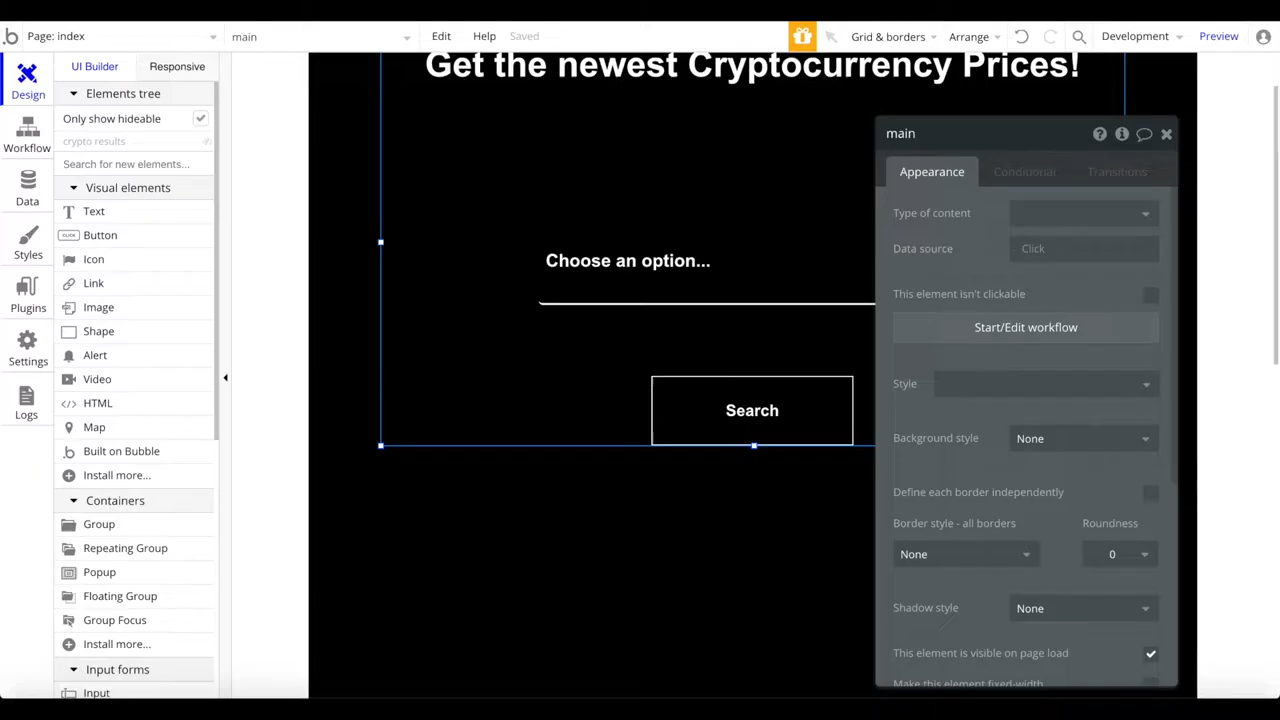 Page: index
main
Edit
Help
Saved
Grid & borders
Arrange
Development
Preview
Design
Workflow
Data
Styles
Plugins
Settings
Logs
UI Builder
Responsive
Elements tree
Only show hideable
crypto results
Search for new elements...
Visual elements
Text
CLICK
Button
Icon
Link
Image
Shape
Alert
Video
HTML
Map
Built on Bubble
Install more...
Containers
Group
Repeating Group
Popup
Floating Group
Group Focus
Install more...
Input forms
Input
Get the newest Cryptocurrency Prices!
Choose an option...
Search
main
Appearance
Conditional
Transitions
Type of content
Data source
Click
This element isn't clickable
Start/Edit workflow
Style
Background style
None
Define each border independently
Border style - all borders
Roundness
None
0
Shadow style
None
This element is visible on page load
Make this element fixed-width